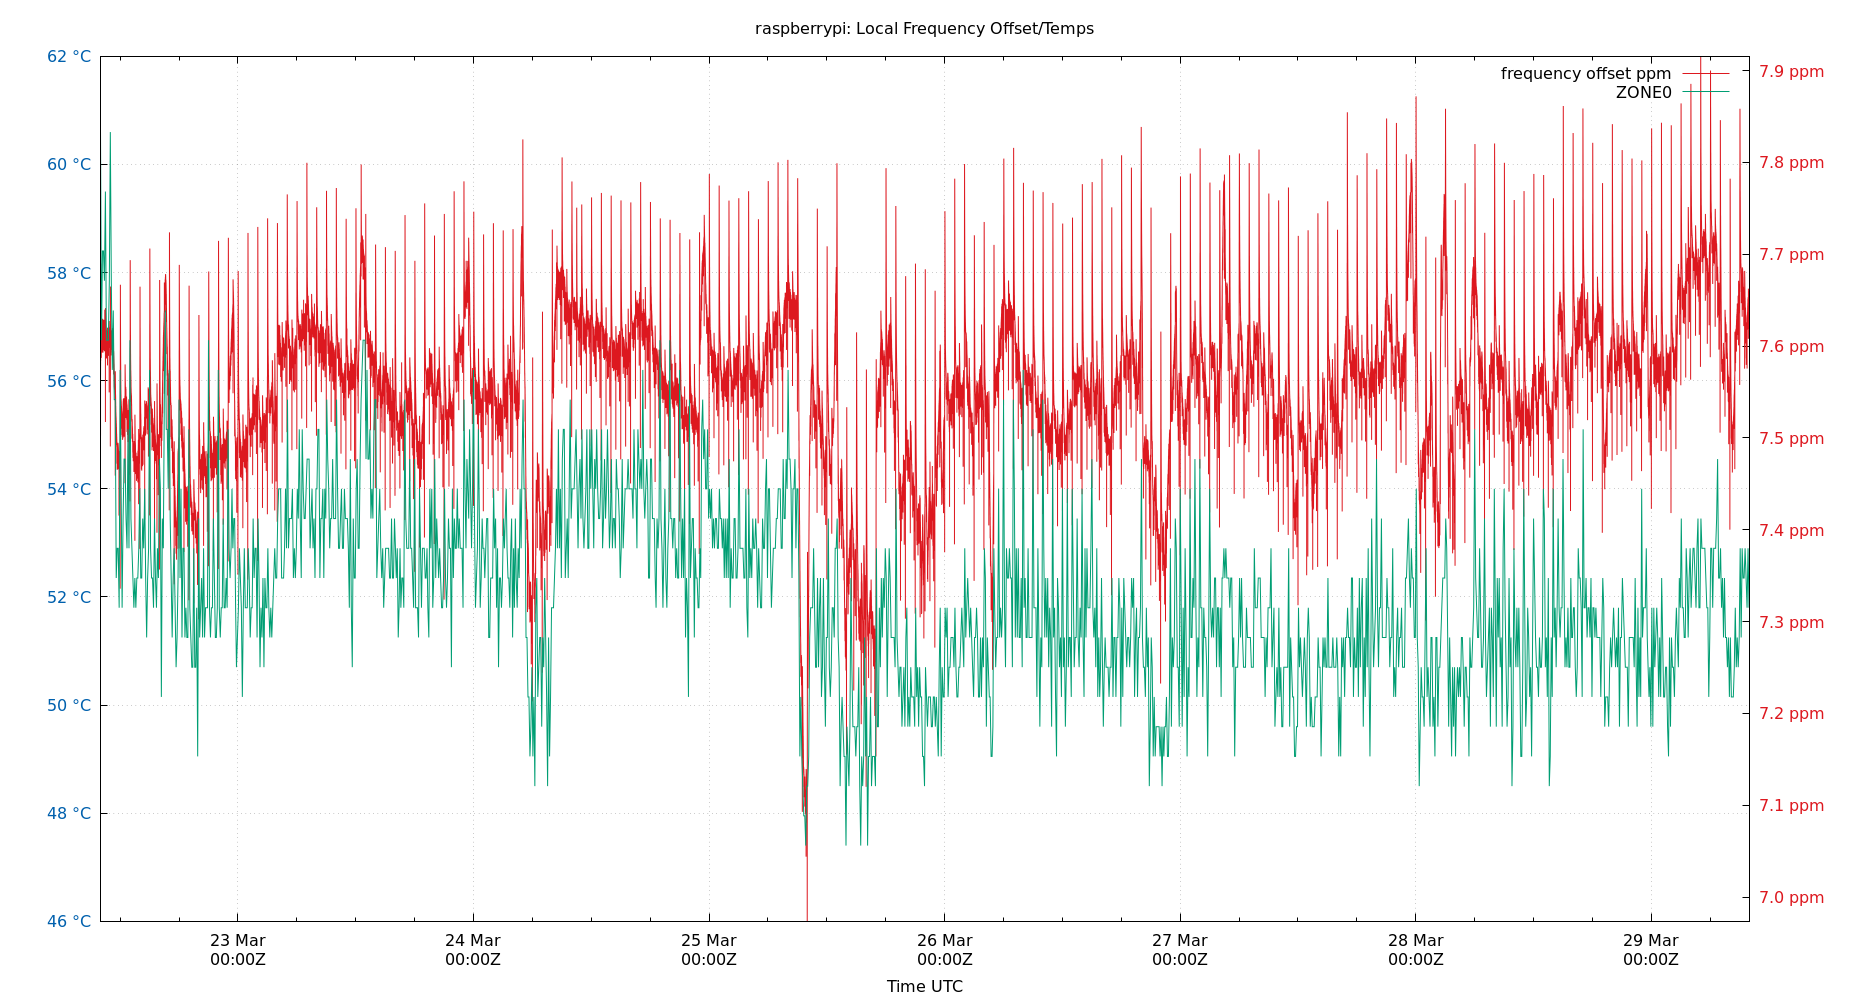 raspberrypi: Local Frequency Offset/Temps
62 °C
60 °C
58 °C
56 °C
54 °C
52 °C
50 °C
48 °C
46 °C
frequency offset ppm
ZONE0
7.9 ppm
7.8 ppm
7.7 ppm
7.6 ppm
7.5 ppm
7.4 ppm
7.3 ppm
7.2 ppm
7.1 ppm
7.0 ppm
23 Mar 24 Mar 25 Mar 26 Mar 27 Mar 28 Mar 29 Mar
00:00Z 00:00Z 00:00Z 00:00Z 00:00Z 00:00Z 00:00Z
Time UTC